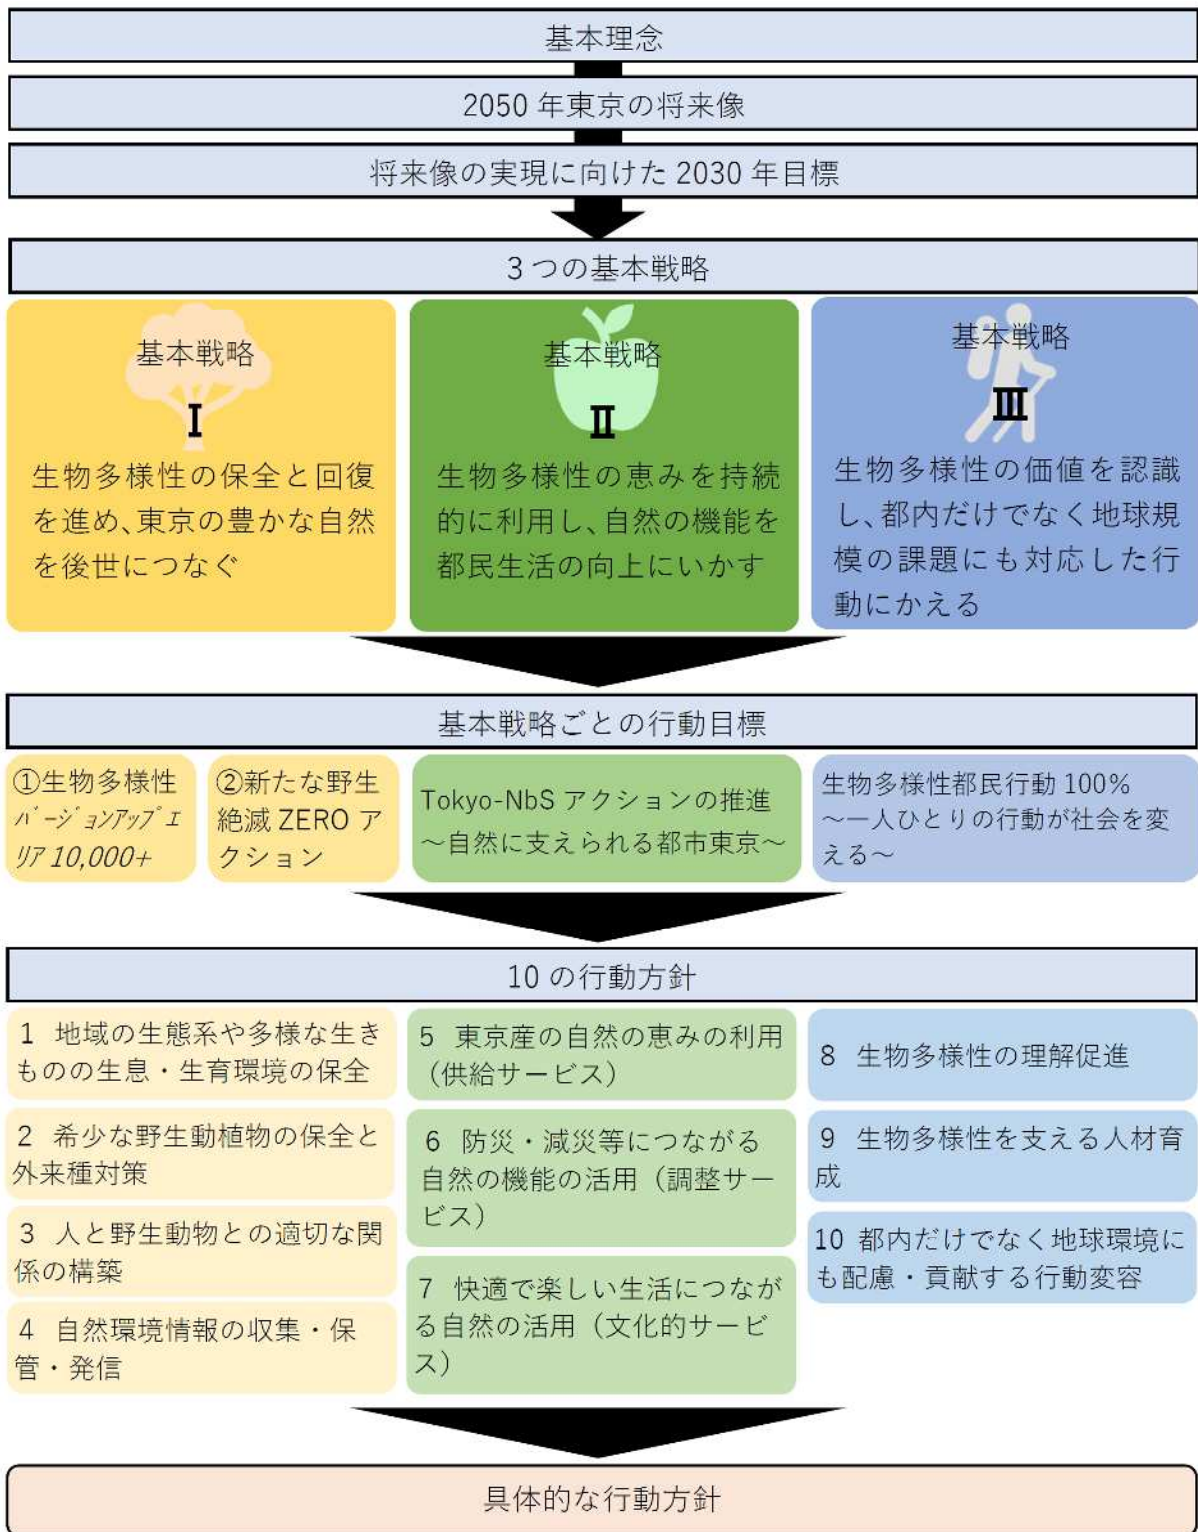 基本理念
2050 年東京の将来像
将来像の実現に向けた 2030 年目標
3 つの基本戦略
基本戦略
Ⅰ
生物多様性の保全と回復
を進め、東京の豊かな自然
を後世につなぐ
基本戦略
Ⅱ
生物多様性の恵みを持続
的に利用し、自然の機能を
都民生活の向上にいかす
基本戦略
Ⅲ
生物多様性の価値を認識
し、都内だけでなく地球規
模の課題にも対応した行
動にかえる
基本戦略ごとの行動目標
①生物多様性
バージョンアップエ
リア 10,000+
②新たな野生
絶滅 ZERO ア
クション
Tokyo-NbS アクションの推進
～自然に支えられる都市東京～
生物多様性都民行動 100%
～一人ひとりの行動が社会を変
える～
10 の行動方針
1 地域の生態系や多様な生き
ものの生息・生育環境の保全
2 希少な野生動植物の保全と
外来種対策
3 人と野生動物との適切な関
係の構築
4 自然環境情報の収集・保
管・発信
5 東京産の自然の恵みの利用
（供給サービス）
6 防災・減災等につながる
自然の機能の活用（調整サー
ビス）
7 快適で楽しい生活につなが
る自然の活用（文化的サービ
ス）
8 生物多様性の理解促進
9 生物多様性を支える人材育
成
10 都内だけでなく地球環境に
も配慮・貢献する行動変容
具体的な行動方針